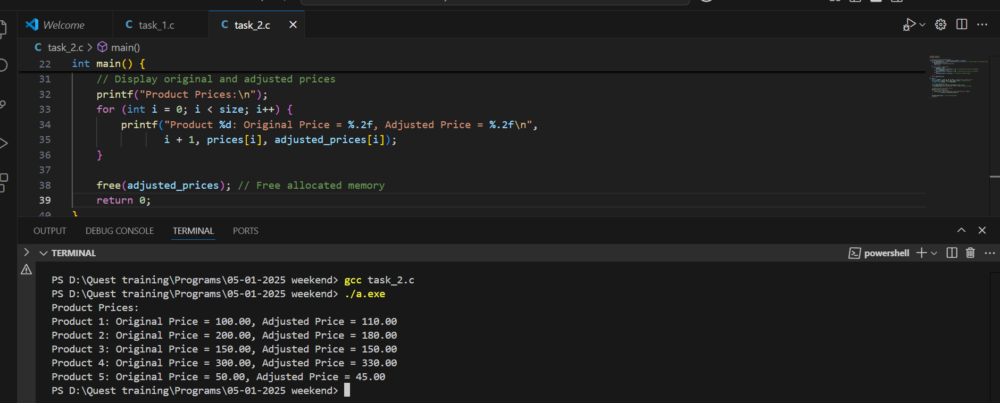 Welcome
C task_1.c
C task_2.c
C task_2.c > main()
22 int main() {
31 // Display original and adjusted prices
32 printf("Product Prices:\n");
33 for (int i = 0; i < size; i++) {
34 printf("Product %d: Original Price = %.2f, Adjusted Price = %.2f\n",
35 i + 1, prices[i], adjusted_prices[i]);
36 }
37
38 free(adjusted_prices); // Free allocated memory
39 return 0;
40 }
OUTPUT DEBUG CONSOLE TERMINAL PORTS
TERMINAL
powershell
PS D:\Quest training\Programs\05-01-2025 weekend> gcc task_2.c
PS D:\Quest training\Programs\05-01-2025 weekend> ./a.exe
Product Prices:
Product 1: Original Price = 100.00, Adjusted Price = 110.00
Product 2: Original Price = 200.00, Adjusted Price = 180.00
Product 3: Original Price = 150.00, Adjusted Price = 150.00
Product 4: Original Price = 300.00, Adjusted Price = 330.00
Product 5: Original Price = 50.00, Adjusted Price = 45.00
PS D:\Quest training\Programs\05-01-2025 weekend>